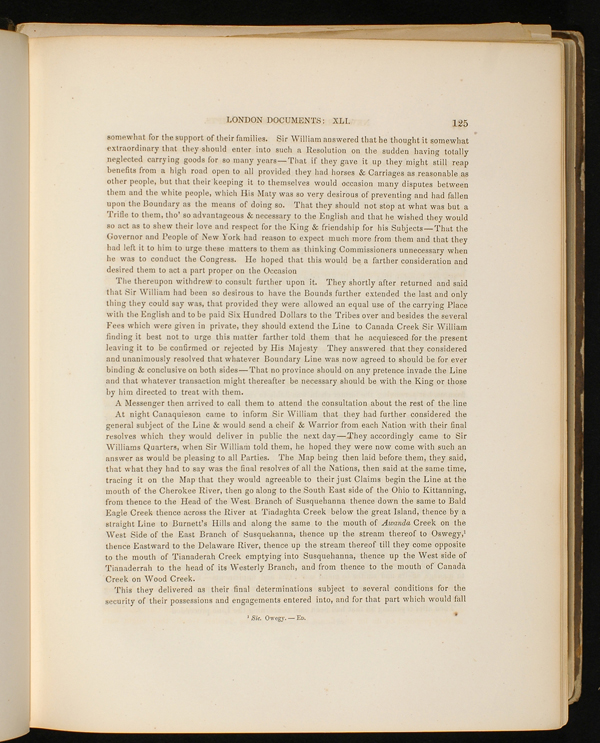 LONDON DOCUMENTS: XLI. 125
somewhat for the support of their families. Sir William answered that he thought it somewhat
extraordinary that they should enter into such a Resolution on the sudden having totally
neglected carrying goods for so many years—That if they gave it up they might still reap
benefits from a high road open to all provided they had horses & Carriages as reasonable as
other people, but that their keeping it to themselves would occasion many disputes between
them and the white people, which His Maty was so very desirous of preventing and had fallen
upon the Boundary as the means of doing so. That they should not stop at what was but a
Trifle to them, tho' so advantageous & necessary to the English and that he wished they would
so act as to shew their love and respect for the King & friendship for his Subjects—That the
Governor and People of New York had reason to expect much more from them and that they
had left it to him to urge these matters to them as thinking Commissioners unnecessary when
he was to conduct the Congress. He hoped that this would be a farther consideration and
desired them to act a part proper on the Occasion
The thereupon withdrew to consult further upon it. They shortly after returned and said
that Sir William had been so desirous to have the Bounds further extended the last and only
thing they could say was, that provided they were allowed an equal use of the carrying Place
with the English and to be paid Six Hundred Dollars to the Tribes over and besides the several
Fees which were given in private, they should extend the Line to Canada Creek Sir William
finding it best not to urge this matter farther told them that he acquiesced for the present
leaving it to be confirmed or rejected by His Majesty They answered that they considered
and unanimously resolved that whatever Boundary Line was now agreed to should be for ever
binding & conclusive on both sides—That no province should on any pretence invade the Line
and that whatever transaction might thereafter be necessary should be with the King or those
by him directed to treat with them.
A Messenger then arrived to call them to attend the consultation about the rest of the line
At night Canaquieson came to inform Sir William that they had further considered the
general subject of the Line & would send a cheif & Warrior from each Nation with their final
resolves which they would deliver in public the next day—They accordingly came to Sir
Williams Quarters, when Sir William told them, he hoped they were now come with such an
answer as would be pleasing to all Parties. The Map being then laid before them, they said,
that what they had to say was the final resolves of all the Nations, then said at the same time,
tracing it on the Map that they would agreeable to their just Claims begin the Line at the
mouth of the Cherokee River, then go along to the South East side of the Ohio to Kittanning,
from thence to the Head of the West Branch of Susquehanna thence down the same to Bald
Eagle Creek thence across the River at Tiadaghta Creek below the great Island, thence by a
straight Line to Burnett's Hills and along the same to the mouth of Awanda Creek on the
West Side of the East Branch of Susquehanna, thence up the stream thereof to Oswegy,¹
thence Eastward to the Delaware River, thence up the stream thereof till they come opposite
to the mouth of Tianaderah Creek emptying into Susquehanna, thence up the West side of
Tianaderrah to the head of its Westerly Branch, and from thence to the mouth of Canada
Creek on Wood Creek.
This they delivered as their final determinations subject to several conditions for the
security of their possessions and engagements entered into, and for that part which would fall
¹ Sic. Owegy. — Ed.